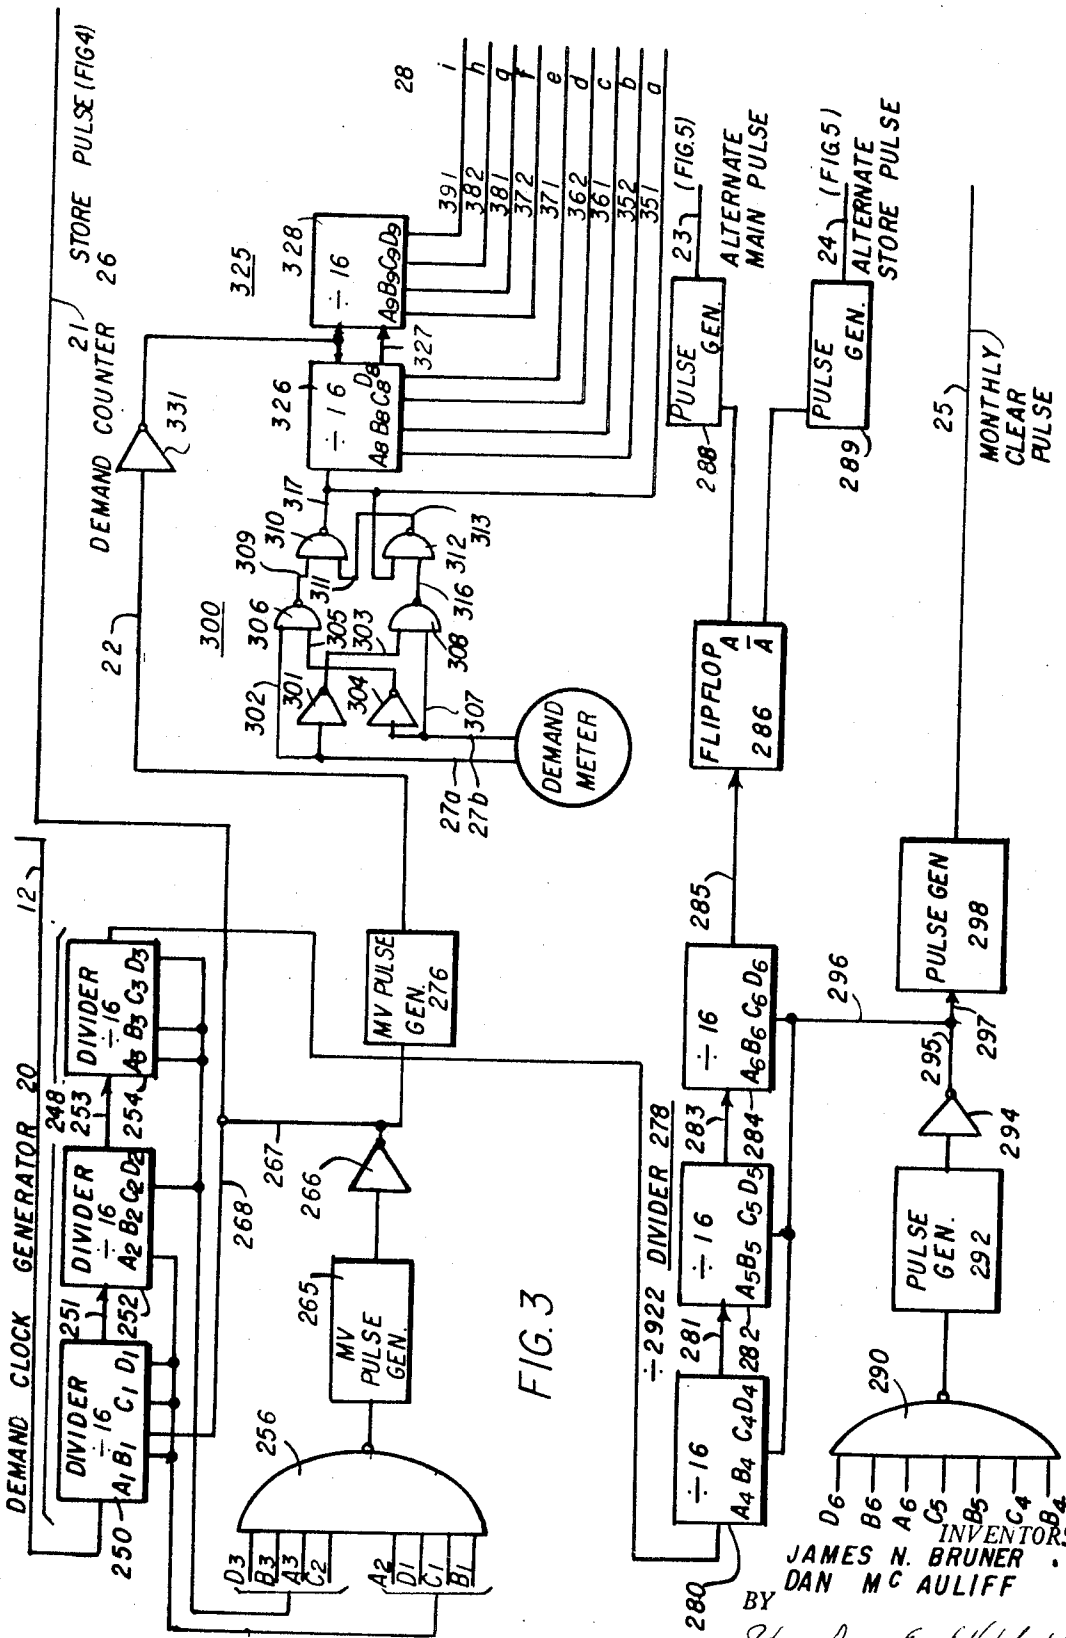 DEMAND CLOCK GENERATOR 20
12
248
DIVIDER
÷16
A1 B1 C1 D1
250
251
DIVIDER
÷16
A2 B2 C2 D2
252
253
DIVIDER
÷16
A3 B3 C3 D3
254
268
267
D3
B3
A3
C2
A2
D1
C1
B1
256
MV
PULSE
GEN.
265
266
MV PULSE
GEN.
276
22
21
STORE PULSE (FIG4)
DEMAND COUNTER 26
331
300
302
301
304
303
305
306
307
308
309
310
311
312
313
316
317
27a
27b
DEMAND
METER
325
326
÷16
A8 B8 C8 D8
327
328
÷16
A9 B9 C9 D9
28
391 i
382 h
381 g
372 f
371 e
362 d
361 c
352 b
351 a
FIG. 3
÷2922 DIVIDER 278
280
÷16
A4 B4 C4 D4
281
282
÷16
A5 B5 C5 D5
283
284
÷16
A6 B6 C6 D6
285
FLIPFLOP
A
Ā
286
288
PULSE
GEN.
23 (FIG.5)
ALTERNATE
MAIN PULSE
289
PULSE
GEN.
24 (FIG.5)
ALTERNATE
STORE PULSE
D6
B6
A6
C5
B5
C4
B4
290
PULSE
GEN.
292
294
295
296
297
PULSE GEN
298
25
MONTHLY
CLEAR
PULSE
INVENTORS
JAMES N. BRUNER
DAN McAULIFF
BY